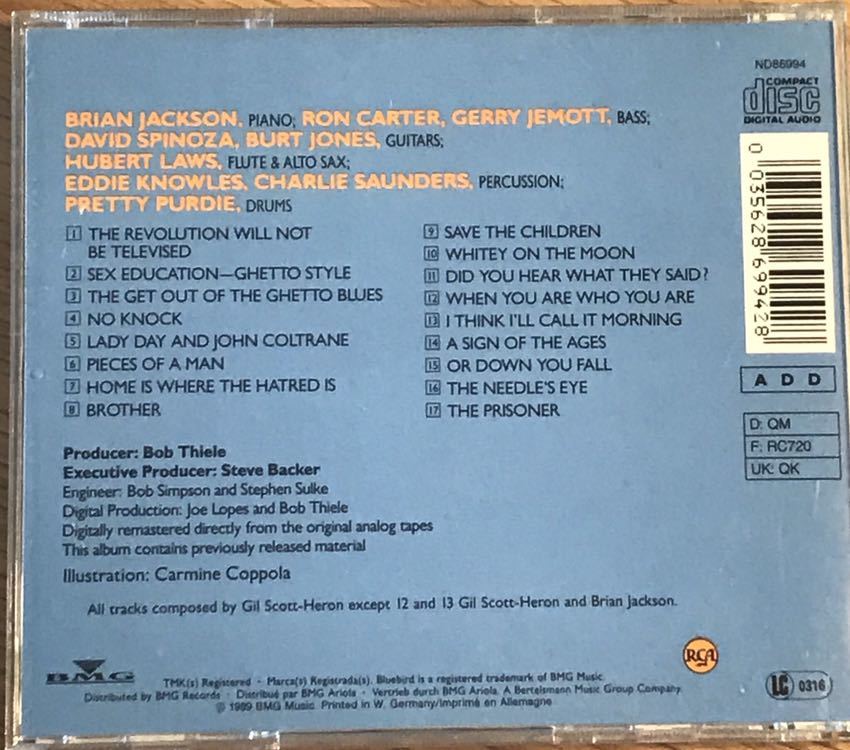 ND86994
COMPACT
disc
DIGITAL AUDIO
BRIAN JACKSON, PIANO; RON CARTER, GERRY JEMOTT, BASS;
DAVID SPINOZA, BURT JONES, GUITARS;
HUBERT LAWS, FLUTE & ALTO SAX;
EDDIE KNOWLES, CHARLIE SAUNDERS, PERCUSSION;
PRETTY PURDIE, DRUMS
1 THE REVOLUTION WILL NOT
BE TELEVISED
2 SEX EDUCATION—GHETTO STYLE
3 THE GET OUT OF THE GHETTO BLUES
4 NO KNOCK
5 LADY DAY AND JOHN COLTRANE
6 PIECES OF A MAN
7 HOME IS WHERE THE HATRED IS
8 BROTHER
9 SAVE THE CHILDREN
10 WHITEY ON THE MOON
11 DID YOU HEAR WHAT THEY SAID?
12 WHEN YOU ARE WHO YOU ARE
13 I THINK I'LL CALL IT MORNING
14 A SIGN OF THE AGES
15 OR DOWN YOU FALL
16 THE NEEDLE'S EYE
17 THE PRISONER
0 035628 699428
A D D
D: QM
F: RC720
UK: QK
Producer: Bob Thiele
Executive Producer: Steve Backer
Engineer: Bob Simpson and Stephen Sulke
Digital Production: Joe Lopes and Bob Thiele
Digitally remastered directly from the original analog tapes
This album contains previously released material
Illustration: Carmine Coppola
All tracks composed by Gil Scott-Heron except 12 and 13 Gil Scott-Heron and Brian Jackson.
RCA
BMG
TMK(s) Registered • Marca(s) Registrada(s). Bluebird is a registered trademark of BMG Music.
Distributed by BMG Records • Distribué par BMG Ariola • Vertrieb durch BMG Ariola. A Bertelsmann Music Group Company.
℗ 1989 BMG Music. Printed in W. Germany/Imprimé en Allemagne
LC 0316